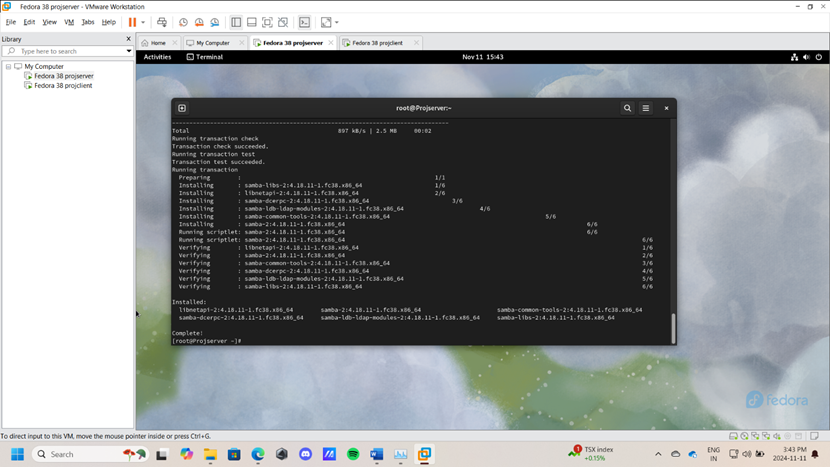 Fedora 38 projserver - VMware Workstation
File Edit View VM Tabs Help
Library
Type here to search
My Computer
Fedora 38 projserver
Fedora 38 projclient
Home My Computer Fedora 38 projserver Fedora 38 projclient
Activities Terminal Nov 11 15:43
root@Projserver:~
Total 897 kB/s | 2.5 MB 00:02
Running transaction check
Transaction check succeeded.
Running transaction test
Transaction test succeeded.
Running transaction
Preparing : 1/1
Installing : samba-libs-2:4.18.11-1.fc38.x86_64 1/6
Installing : libnetapi-2:4.18.11-1.fc38.x86_64 2/6
Installing : samba-dcerpc-2:4.18.11-1.fc38.x86_64 3/6
Installing : samba-ldb-ldap-modules-2:4.18.11-1.fc38.x86_64 4/6
Installing : samba-common-tools-2:4.18.11-1.fc38.x86_64 5/6
Installing : samba-2:4.18.11-1.fc38.x86_64 6/6
Running scriptlet: samba-2:4.18.11-1.fc38.x86_64 6/6
Running scriptlet: samba-2:4.18.11-1.fc38.x86_64 6/6
Verifying : libnetapi-2:4.18.11-1.fc38.x86_64 1/6
Verifying : samba-2:4.18.11-1.fc38.x86_64 2/6
Verifying : samba-common-tools-2:4.18.11-1.fc38.x86_64 3/6
Verifying : samba-dcerpc-2:4.18.11-1.fc38.x86_64 4/6
Verifying : samba-ldb-ldap-modules-2:4.18.11-1.fc38.x86_64 5/6
Verifying : samba-libs-2:4.18.11-1.fc38.x86_64 6/6
Installed:
libnetapi-2:4.18.11-1.fc38.x86_64 samba-2:4.18.11-1.fc38.x86_64 samba-common-tools-2:4.18.11-1.fc38.x86_64
samba-dcerpc-2:4.18.11-1.fc38.x86_64 samba-ldb-ldap-modules-2:4.18.11-1.fc38.x86_64 samba-libs-2:4.18.11-1.fc38.x86_64
Complete!
[root@Projserver ~]#
fedora
To direct input to this VM, move the mouse pointer inside or press Ctrl+G.
Search
1
TSX index
+0.15%
ENG
IN
3:43 PM
2024-11-11